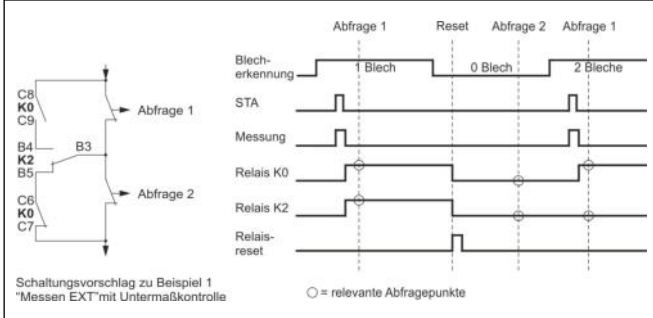 Abfrage 1
Reset
Abfrage 2
Abfrage 1
Blech-
erkennung
1 Blech
0 Blech
2 Bleche
STA
Messung
Relais K0
Relais K2
Relais-
reset
C8
K0
C9
Abfrage 1
B4
K2
B3
B5
C6
K0
C7
Abfrage 2
Schaltungsvorschlag zu Beispiel 1
"Messen EXT"mit Untermaßkontrolle
= relevante Abfragepunkte